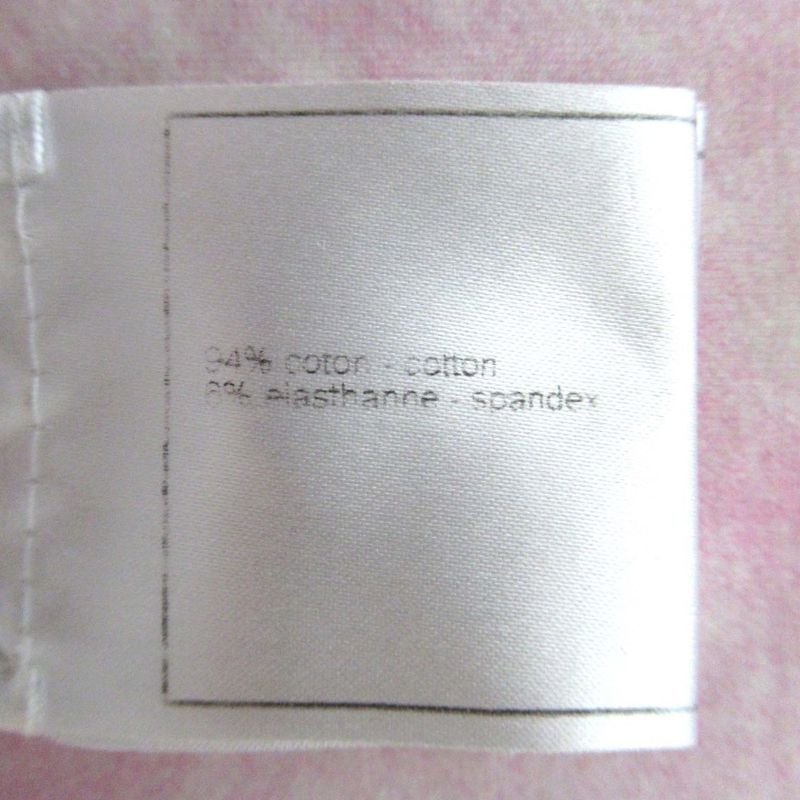 94% coton - cotton
6% elasthanne - spandex